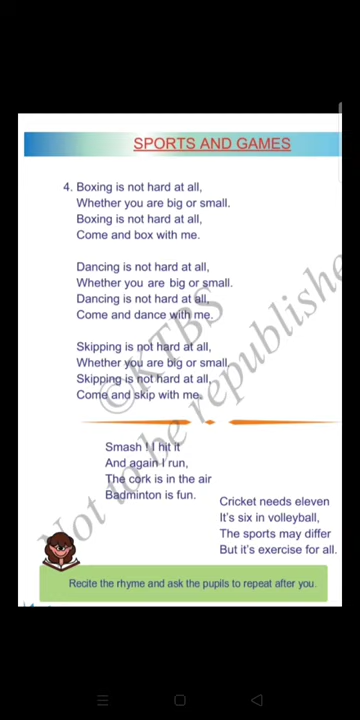 SPORTS AND GAMES
4. Boxing is not hard at all,
Whether you are big or small.
Boxing is not hard at all,
Come and box with me.
Dancing is not hard at all,
Whether you are big or small.
Dancing is not hard at all,
Come and dance with me.
Skipping is not hard at all,
Whether you are big or small,
Skipping is not hard at all,
Come and skip with me.
Smash ! I hit it
And again I run,
The cork is in the air
Badminton is fun.
Cricket needs eleven
It's six in volleyball,
The sports may differ
But it's exercise for all.
Recite the rhyme and ask the pupils to repeat after you.
©KTBS
Not to be republishe